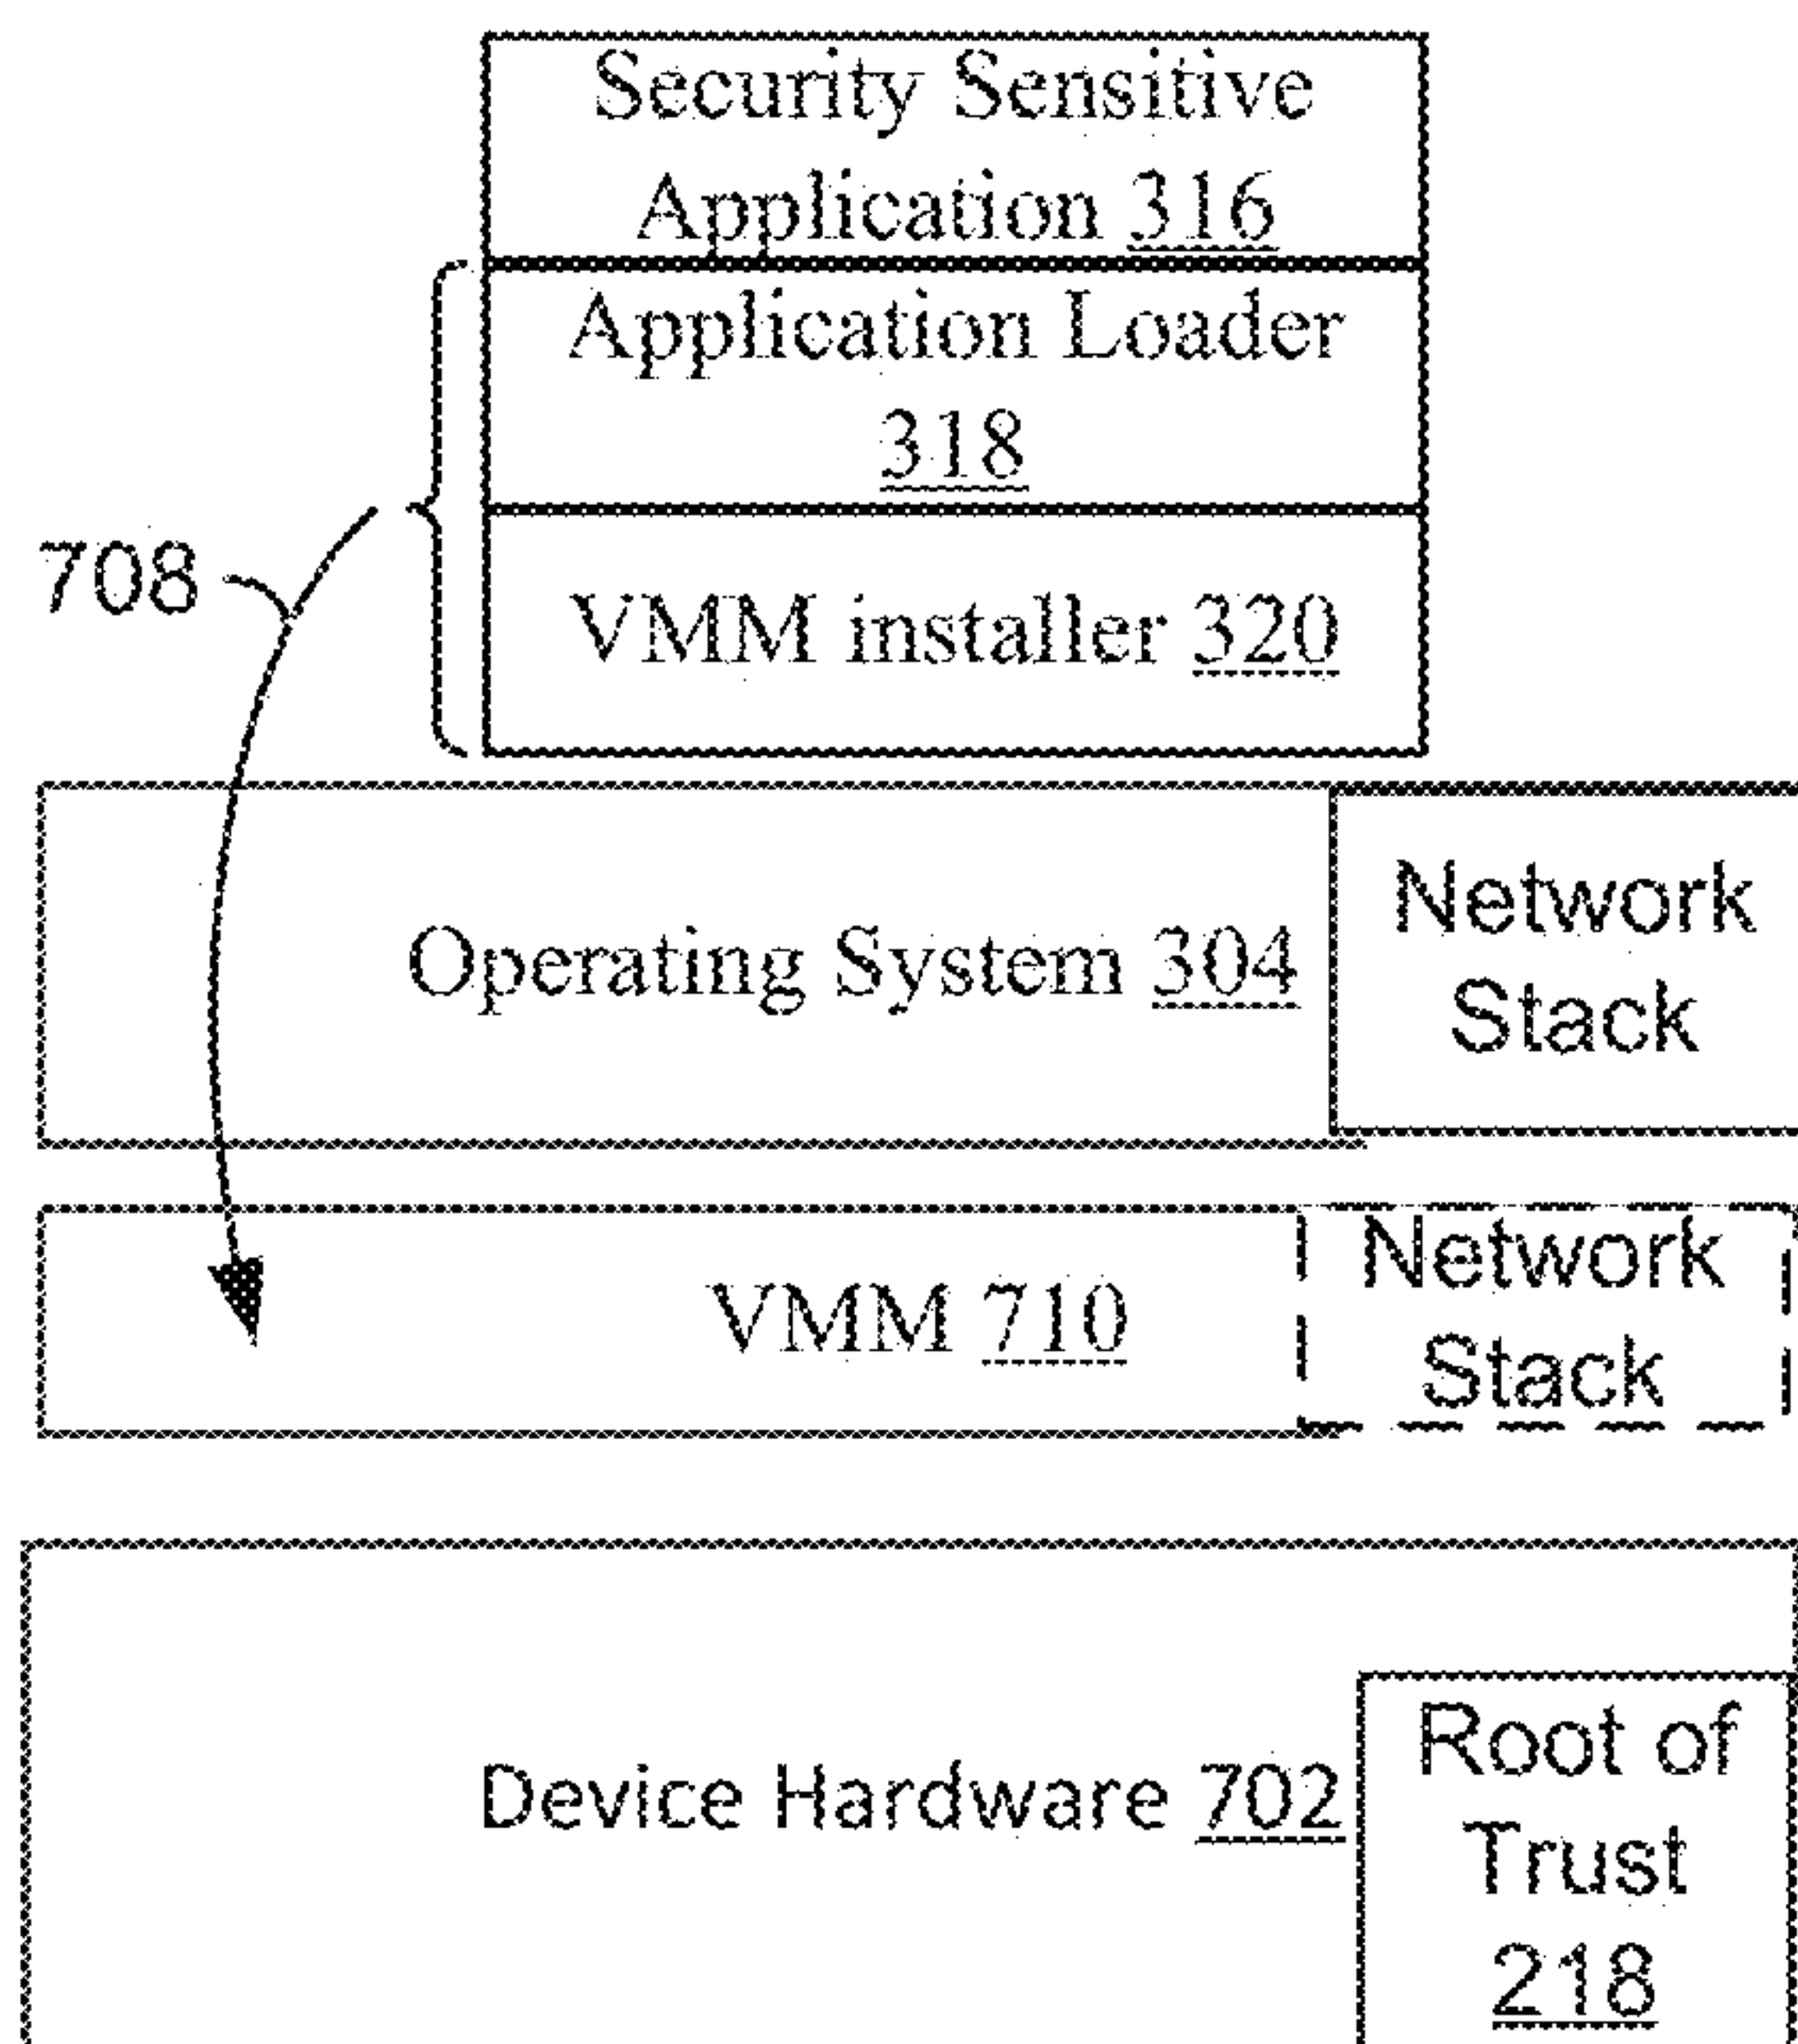 Security Sensitive
Application 316
Application Loader
318
708
VMM installer 320
Operating System 304
Network
Stack
VMM 710
Network
Stack
Device Hardware 702
Root of
Trust
218